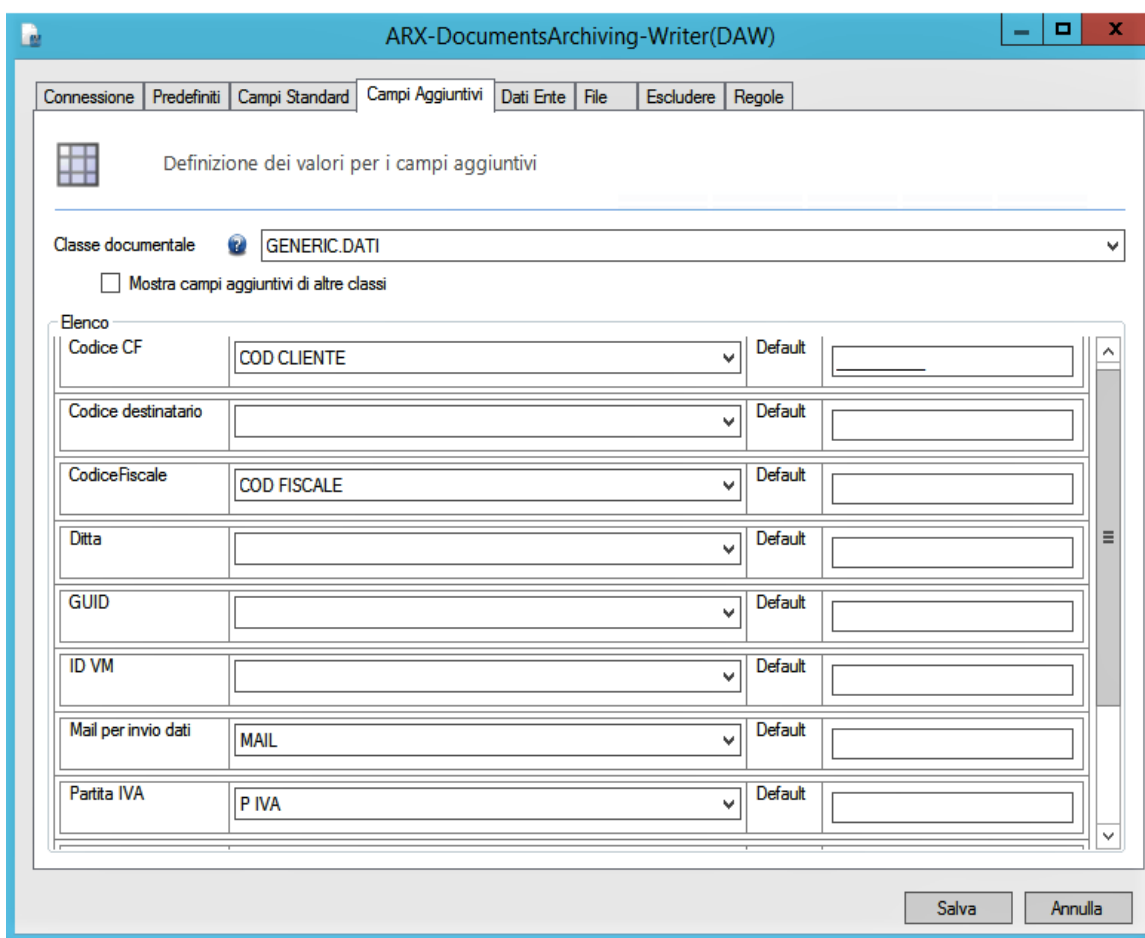 ARX-DocumentsArchiving-Writer(DAW)
Connessione Predefiniti Campi Standard Campi Aggiuntivi Dati Ente File Escludere Regole
Definizione dei valori per i campi aggiuntivi
Classe documentale GENERIC.DATI
Mostra campi aggiuntivi di altre classi
Elenco
Codice CF COD CLIENTE Default
Codice destinatario Default
CodiceFiscale COD FISCALE Default
Ditta Default
GUID Default
ID VM Default
Mail per invio dati MAIL Default
Partita IVA P IVA Default
Salva Annulla